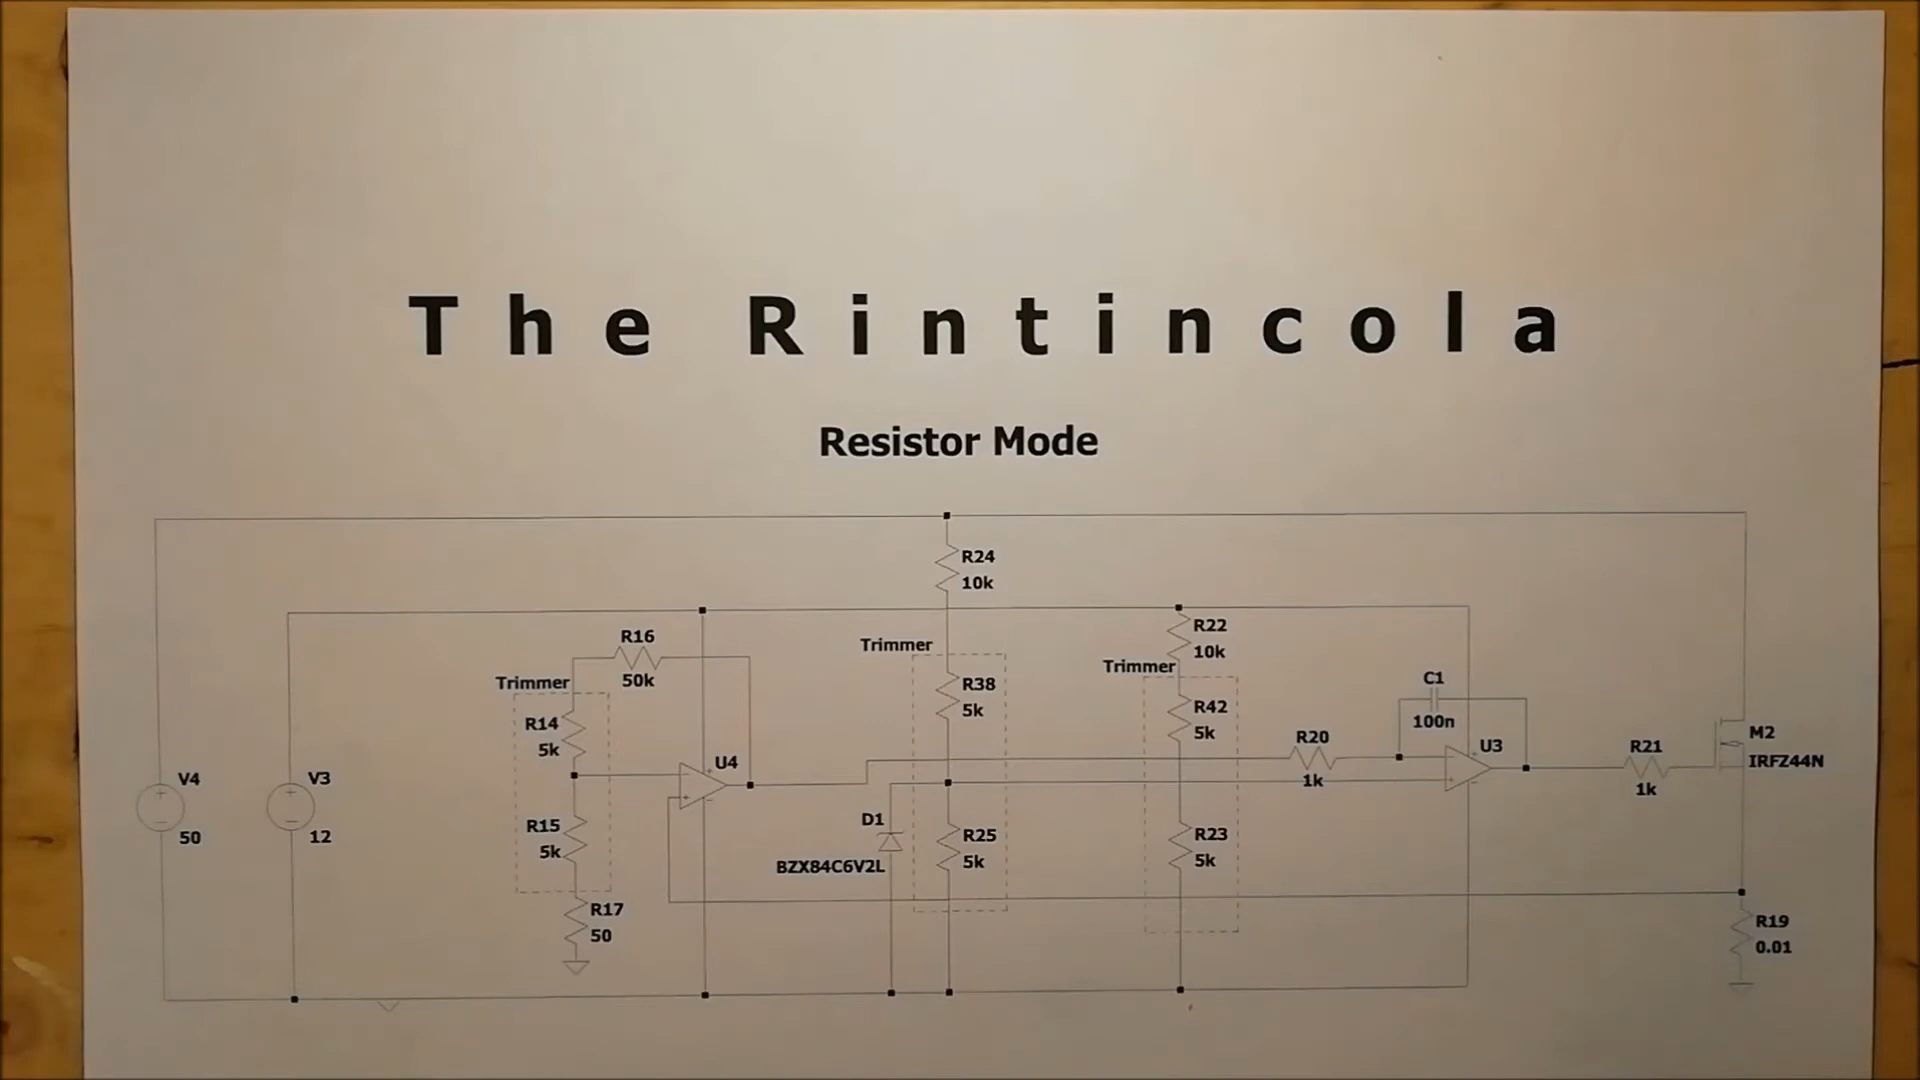 The Rintincola
Resistor Mode
R24
10k
R16
50k
Trimmer
R14
5k
R15
5k
R17
50
V4
50
V3
12
U4
Trimmer
R38
5k
D1
BZX84C6V2L
R25
5k
R22
10k
Trimmer
R42
5k
R23
5k
R20
1k
C1
100n
U3
R21
1k
M2
IRFZ44N
R19
0.01